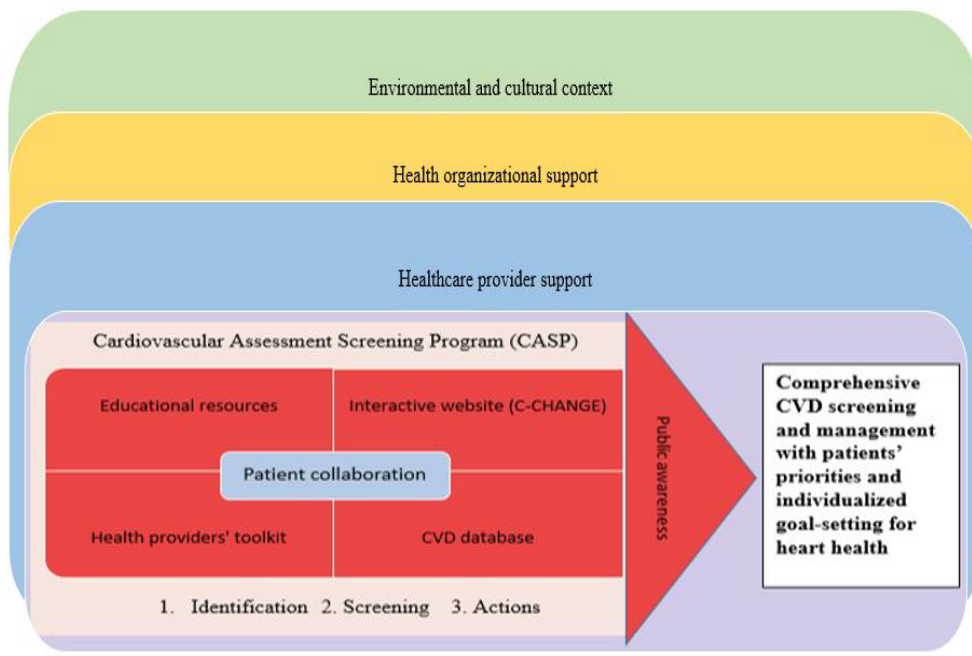 Environmental and cultural context
Health organizational support
Healthcare provider support
Cardiovascular Assessment Screening Program (CASP)
Educational resources
Interactive website (C-CHANGE)
Patient collaboration
Health providers' toolkit
CVD database
1. Identification 2. Screening 3. Actions
Public awareness
Comprehensive
CVD screening
and management
with patients’
priorities and
individualized
goal-setting for
heart health